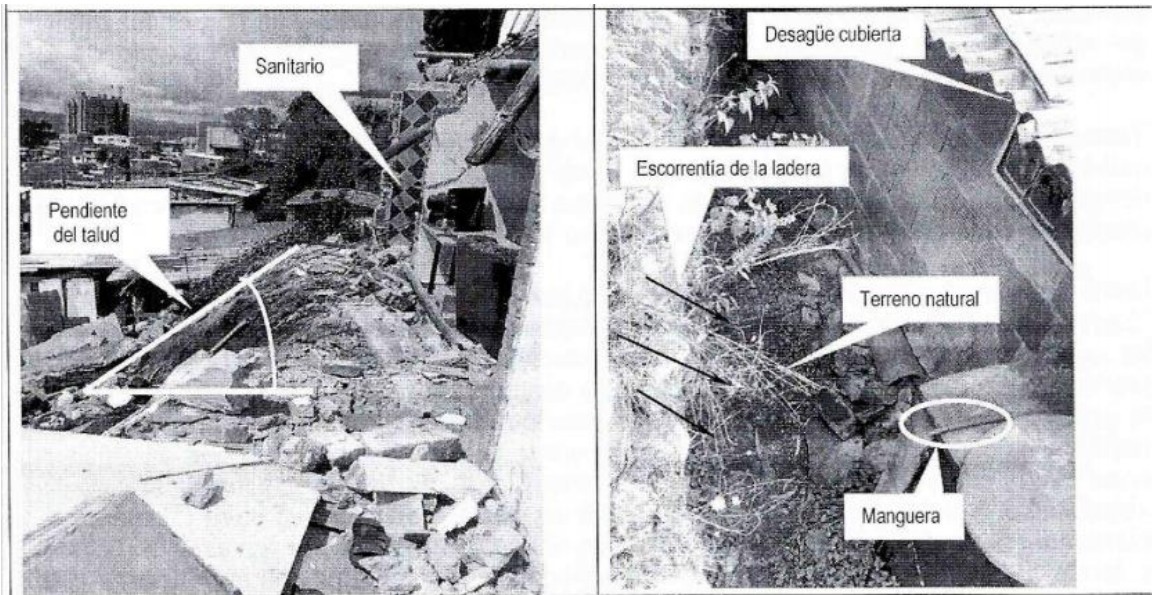 Sanitario
Pendiente
del talud
Desagüe cubierta
Escorrentía de la ladera
Terreno natural
Manguera